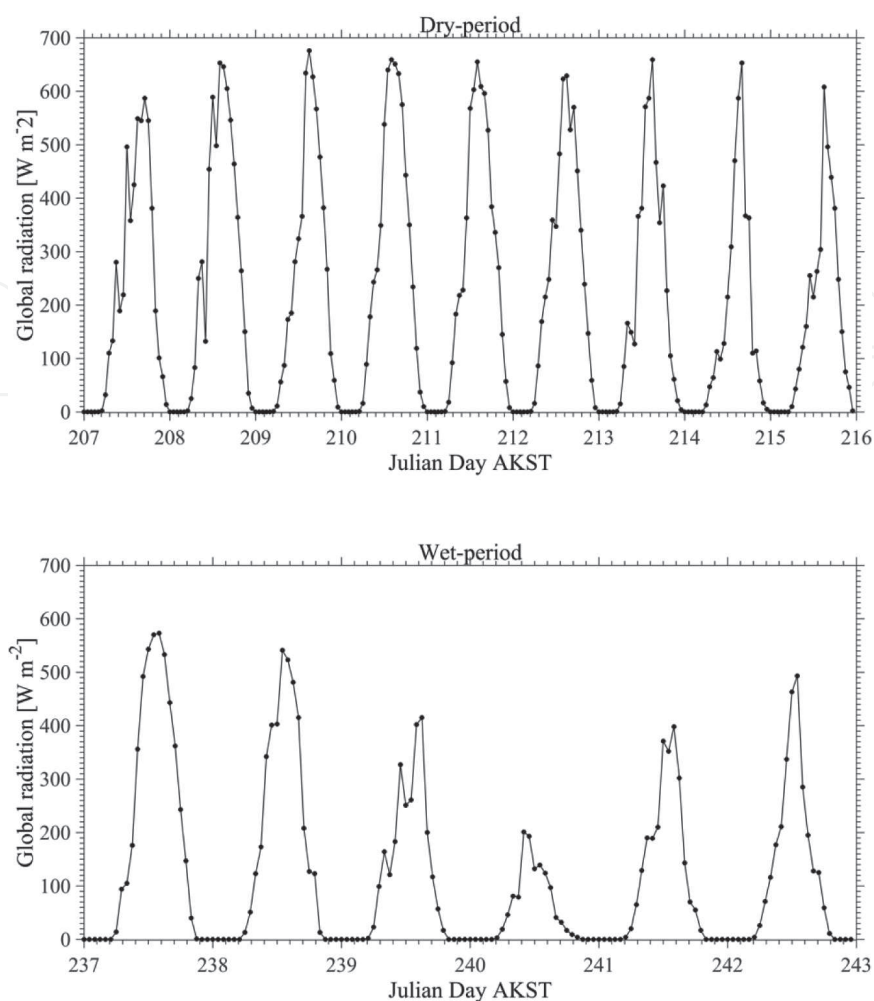 Dry-period
700
600
500
400
300
200
100
0
Global radiation [W m⁻2]
207 208 209 210 211 212 213 214 215 216
Julian Day AKST
Wet-period
700
600
500
400
300
200
100
0
Global radiation [W m⁻²]
237 238 239 240 241 242 243
Julian Day AKST